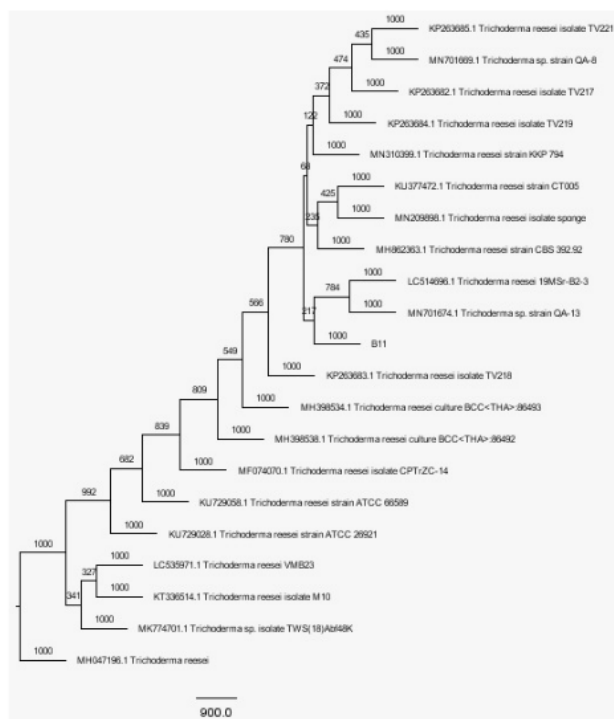 1000
KP263685.1 Trichoderma reesei isolate TV221
435
1000
MN701669.1 Trichoderma sp. strain QA-8
474
1000
KP263682.1 Trichoderma reesei isolate TV217
372
1000
KP263684.1 Trichoderma reesei isolate TV219
122
1000
MN310399.1 Trichoderma reesei strain KKP 794
68
1000
KU377472.1 Trichoderma reesei strain CT005
425
1000
MN209898.1 Trichoderma reesei isolate sponge
235
1000
MH862363.1 Trichoderma reesei strain CBS 392.92
780
1000
LC514696.1 Trichoderma reesei 19MSr-B2-3
784
1000
MN701674.1 Trichoderma sp. strain QA-13
217
1000
B11
566
1000
KP263683.1 Trichoderma reesei isolate TV218
549
1000
MH398534.1 Trichoderma reesei culture BCC<THA>:86493
809
1000
MH398538.1 Trichoderma reesei culture BCC<THA>:86492
839
1000
MF074070.1 Trichoderma reesei isolate CPTrZC-14
682
1000
KU729058.1 Trichoderma reesei strain ATCC 66589
992
1000
KU729028.1 Trichoderma reesei strain ATCC 26921
1000
1000
LC535971.1 Trichoderma reesei VMB23
327
1000
KT336514.1 Trichoderma reesei isolate M10
341
1000
MK774701.1 Trichoderma sp. isolate TWS(18)Abf48K
1000
MH047196.1 Trichoderma reesei
900.0